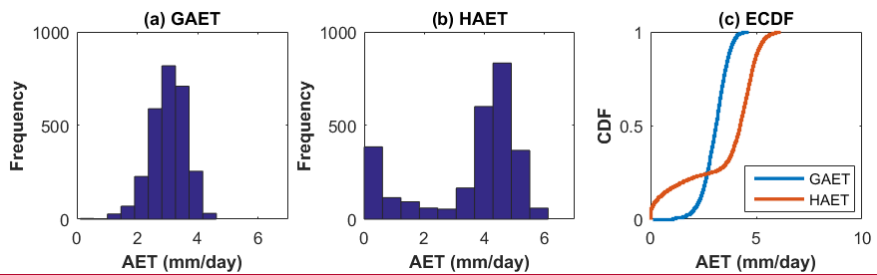 (a) GAET
1000
500
0
Frequency
0 2 4 6
AET (mm/day)
(b) HAET
1000
500
0
Frequency
0 2 4 6
AET (mm/day)
(c) ECDF
1
0.5
0
CDF
GAET
HAET
0 5 10
AET (mm/day)